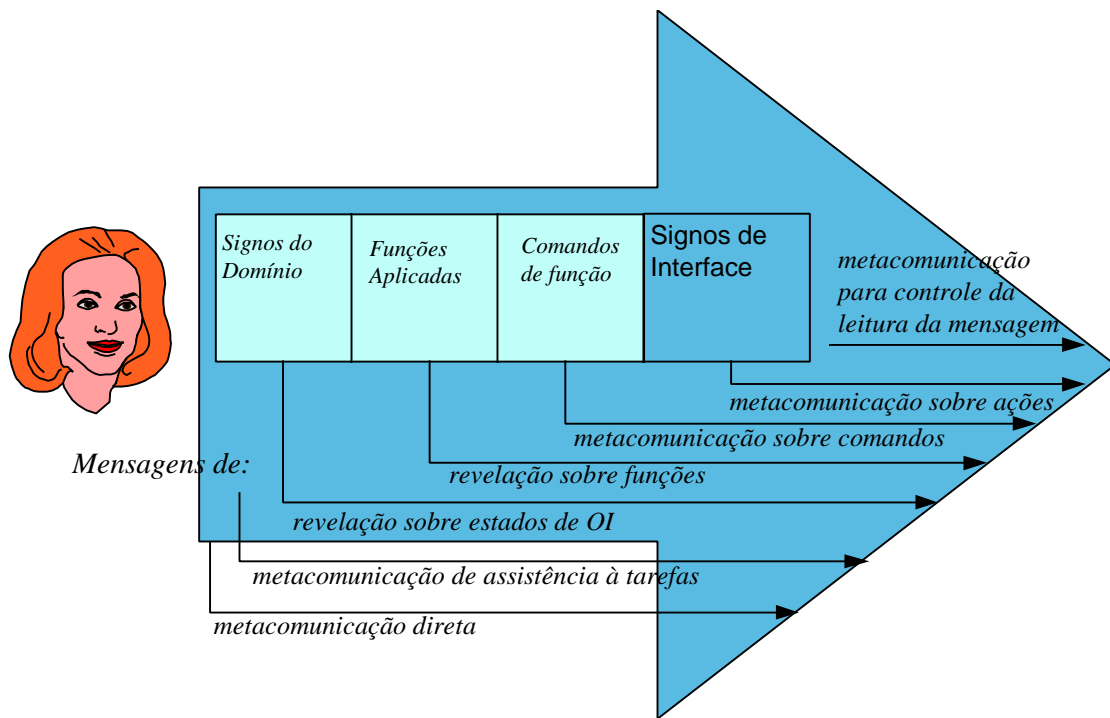 Signos do
Domínio
Funções
Aplicadas
Comandos
de função
Signos de
Interface
metacomunicação
para controle da
leitura da mensagem
metacomunicação sobre ações
metacomunicação sobre comandos
Mensagens de:
revelação sobre funções
revelação sobre estados de OI
metacomunicação de assistência à tarefas
metacomunicação direta